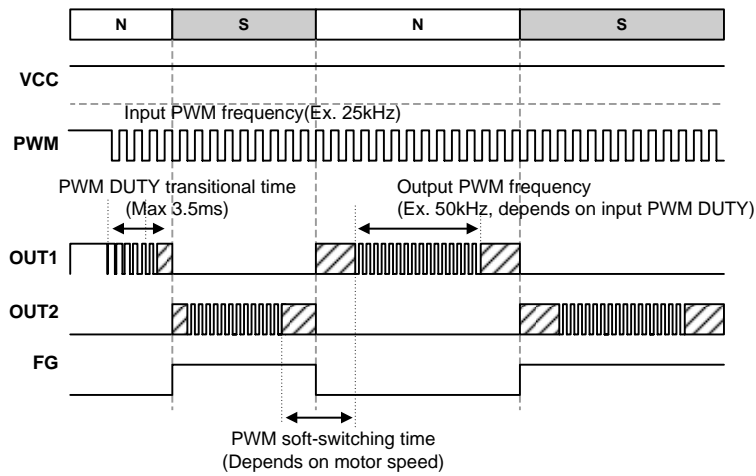 N S N S
VCC
Input PWM frequency(Ex. 25kHz)
PWM
PWM DUTY transitional time
(Max 3.5ms)
Output PWM frequency
(Ex. 50kHz, depends on input PWM DUTY)
OUT1
OUT2
FG
PWM soft-switching time
(Depends on motor speed)